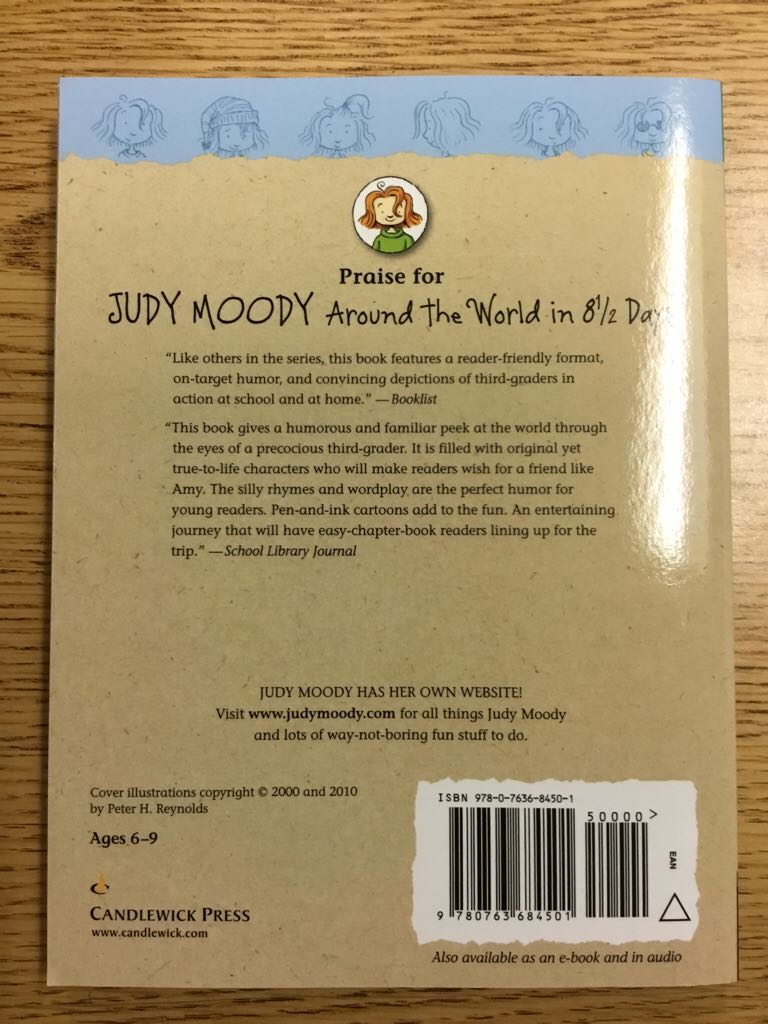 Praise for
JUDY MOODY Around the World in 8 1/2 Days
"Like others in the series, this book features a reader-friendly format,
on-target humor, and convincing depictions of third-graders in
action at school and at home." — Booklist
"This book gives a humorous and familiar peek at the world through
the eyes of a precocious third-grader. It is filled with original yet
true-to-life characters who will make readers wish for a friend like
Amy. The silly rhymes and wordplay are the perfect humor for
young readers. Pen-and-ink cartoons add to the fun. An entertaining
journey that will have easy-chapter-book readers lining up for the
trip." — School Library Journal
JUDY MOODY HAS HER OWN WEBSITE!
Visit www.judymoody.com for all things Judy Moody
and lots of way-not-boring fun stuff to do.
Cover illustrations copyright © 2000 and 2010
by Peter H. Reynolds
Ages 6–9
CANDLEWICK PRESS
www.candlewick.com
ISBN 978-0-7636-8450-1
50000>
EAN
9 780763 684501
Also available as an e-book and in audio